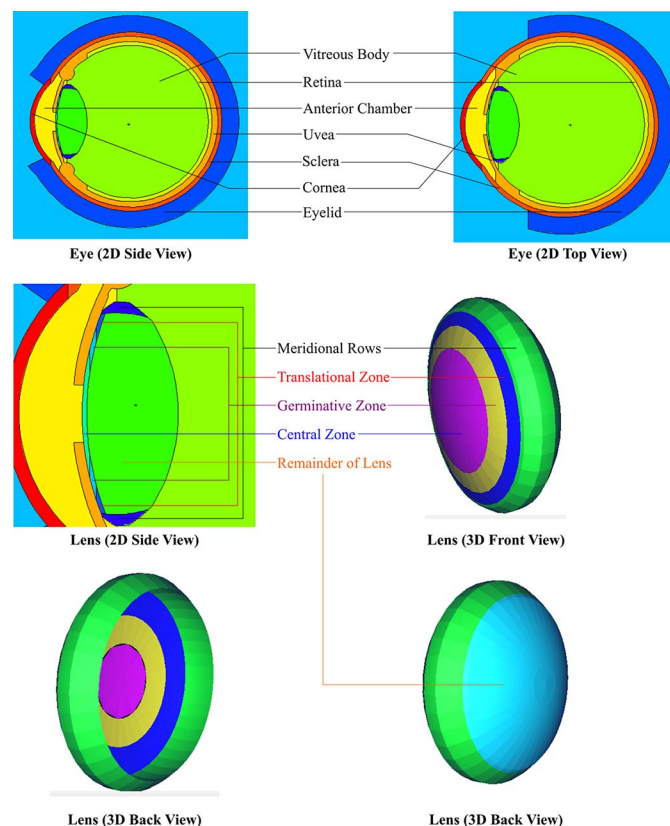 Vitreous Body
Retina
Anterior Chamber
Uvea
Sclera
Cornea
Eyelid
Eye (2D Side View)
Eye (2D Top View)
Meridional Rows
Translational Zone
Germinative Zone
Central Zone
Remainder of Lens
Lens (2D Side View)
Lens (3D Front View)
Lens (3D Back View)
Lens (3D Back View)